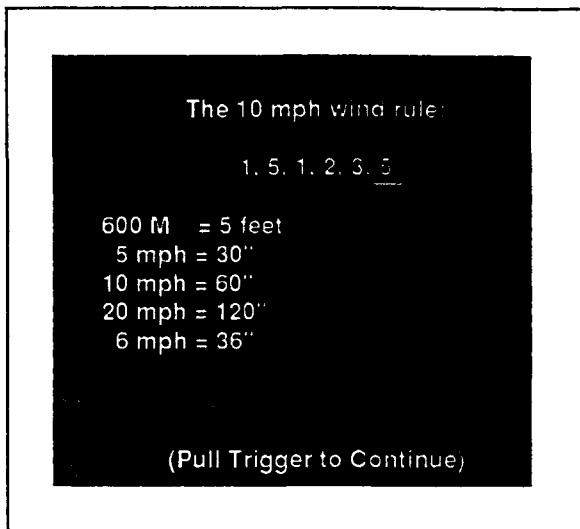 The 10 mph wind rule:
1. 5. 1. 2. 3. 5
600 M = 5 feet
5 mph = 30"
10 mph = 60"
20 mph = 120"
6 mph = 36"
(Pull Trigger to Continue)